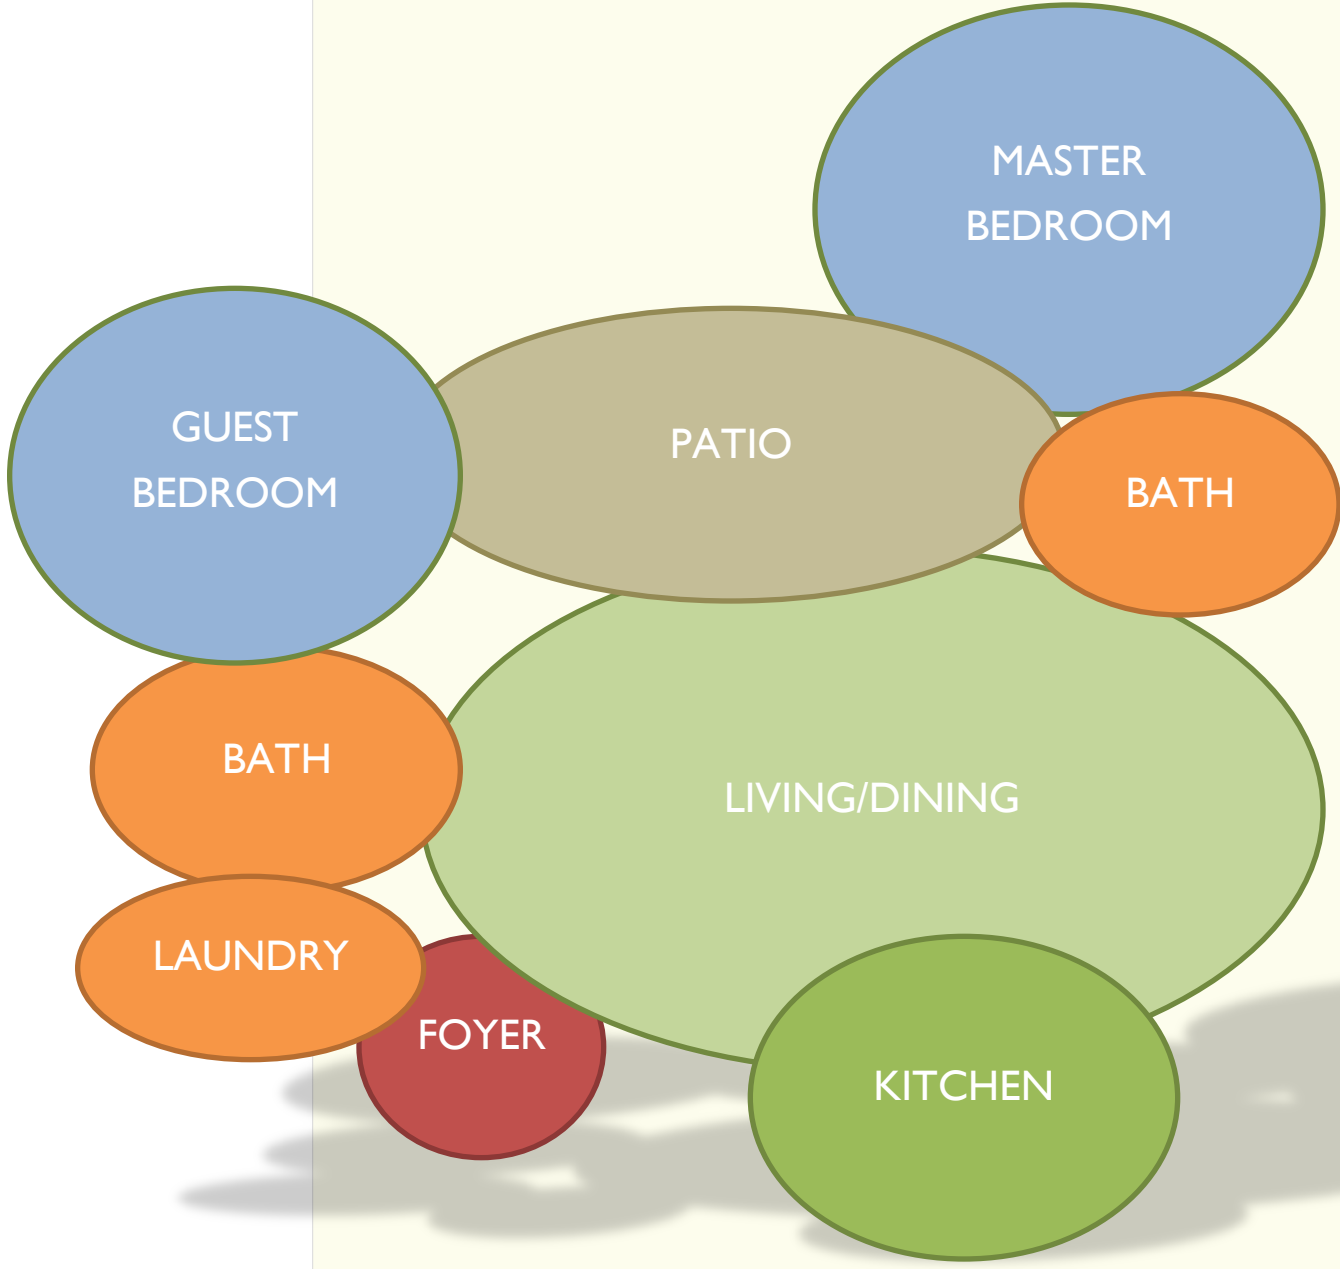 MASTER
BEDROOM
GUEST
BEDROOM
PATIO
BATH
BATH
LIVING/DINING
LAUNDRY
FOYER
KITCHEN